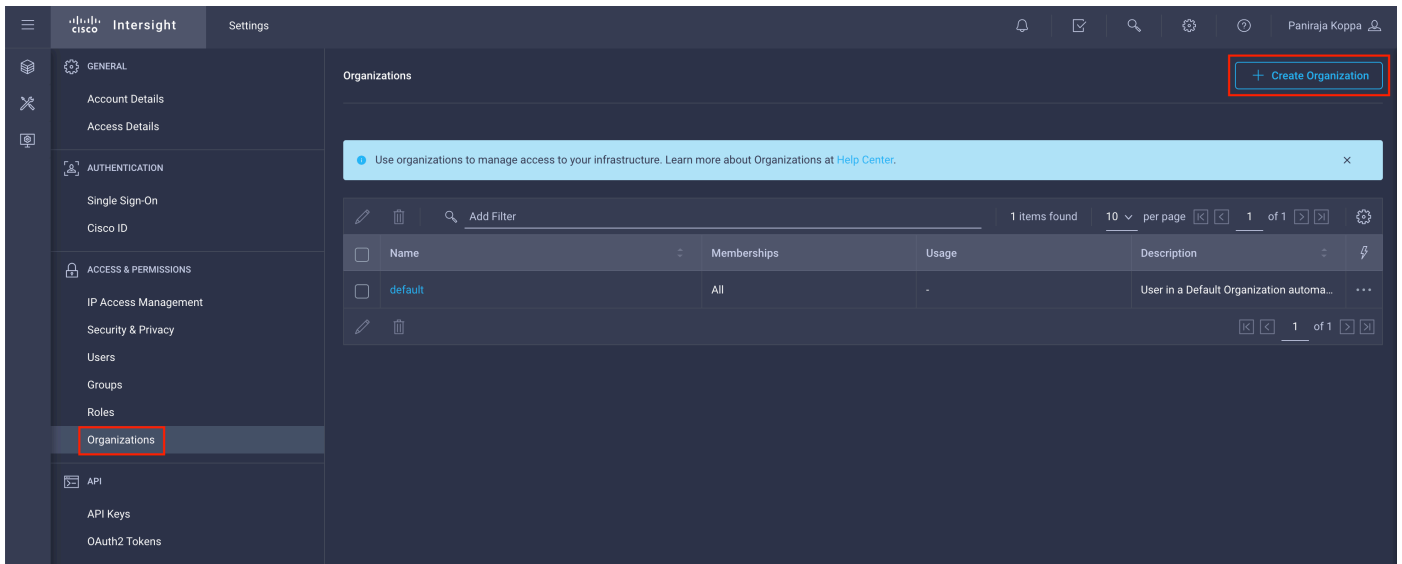 cisco Intersight Settings Paniraja Koppa
GENERAL
Account Details
Access Details
AUTHENTICATION
Single Sign-On
Cisco ID
ACCESS & PERMISSIONS
IP Access Management
Security & Privacy
Users
Groups
Roles
Organizations
API
API Keys
OAuth2 Tokens
Organizations
+ Create Organization
Use organizations to manage access to your infrastructure. Learn more about Organizations at Help Center.
Add Filter 1 items found 10 per page 1 of 1
Name Memberships Usage Description
default All - User in a Default Organization automa... ...
1 of 1